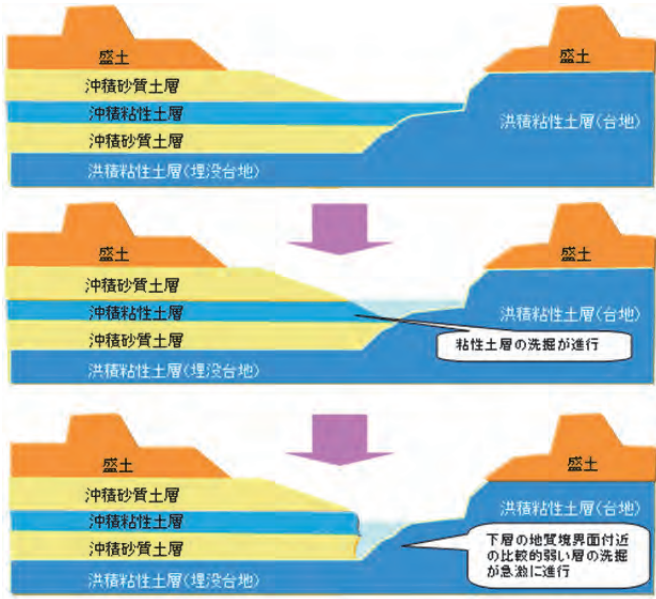 盛土
盛土
沖積砂質土層
沖積粘性土層
洪積粘性土層(台地)
沖積砂質土層
洪積粘性土層(埋没台地)
盛土
盛土
沖積砂質土層
沖積粘性土層
洪積粘性土層(台地)
沖積砂質土層
粘性土層の洗掘が進行
洪積粘性土層(埋没台地)
盛土
盛土
沖積砂質土層
洪積粘性土層(台地)
沖積粘性土層
沖積砂質土層
下層の地質境界面付近
の比較的弱い層の洗掘
が急激に進行
洪積粘性土層(埋没台地)